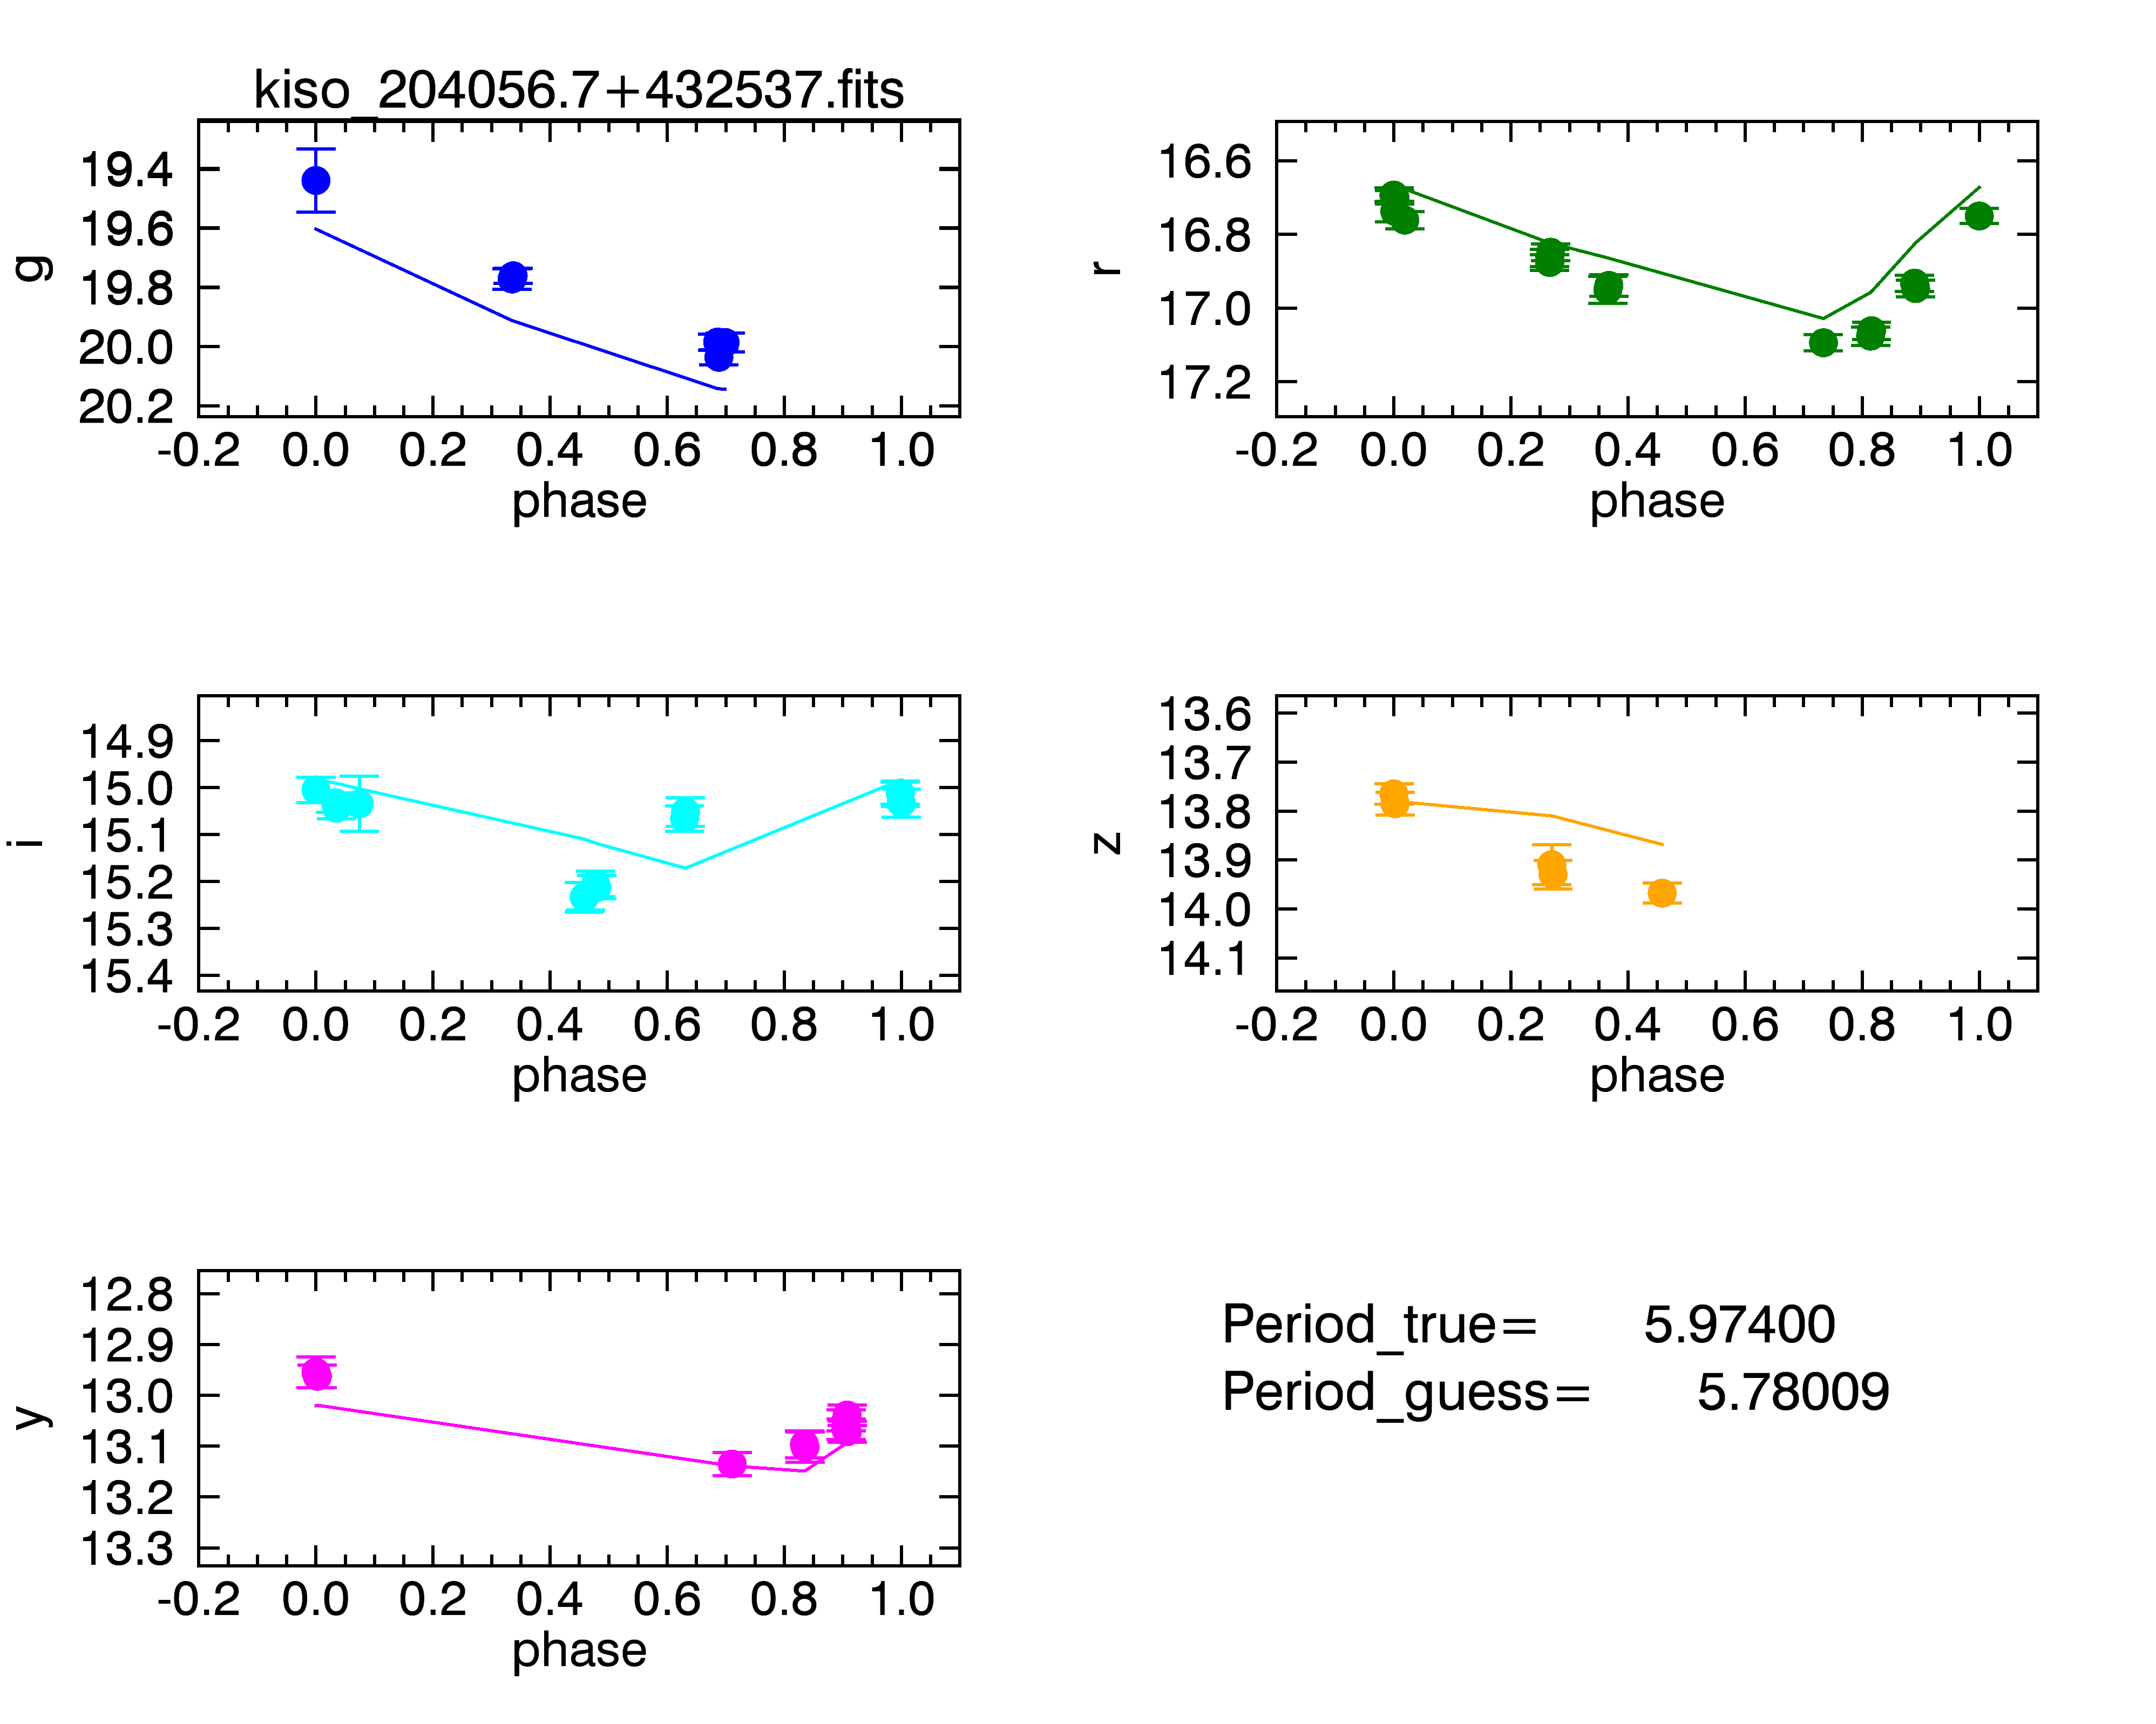 kiso_204056.7+432537.fits
g
19.4
19.6
19.8
20.0
20.2
-0.2 0.0 0.2 0.4 0.6 0.8 1.0
phase
r
16.6
16.8
17.0
17.2
-0.2 0.0 0.2 0.4 0.6 0.8 1.0
phase
i
14.9
15.0
15.1
15.2
15.3
15.4
-0.2 0.0 0.2 0.4 0.6 0.8 1.0
phase
z
13.6
13.7
13.8
13.9
14.0
14.1
-0.2 0.0 0.2 0.4 0.6 0.8 1.0
phase
y
12.8
12.9
13.0
13.1
13.2
13.3
-0.2 0.0 0.2 0.4 0.6 0.8 1.0
phase
Period_true= 5.97400
Period_guess= 5.78009